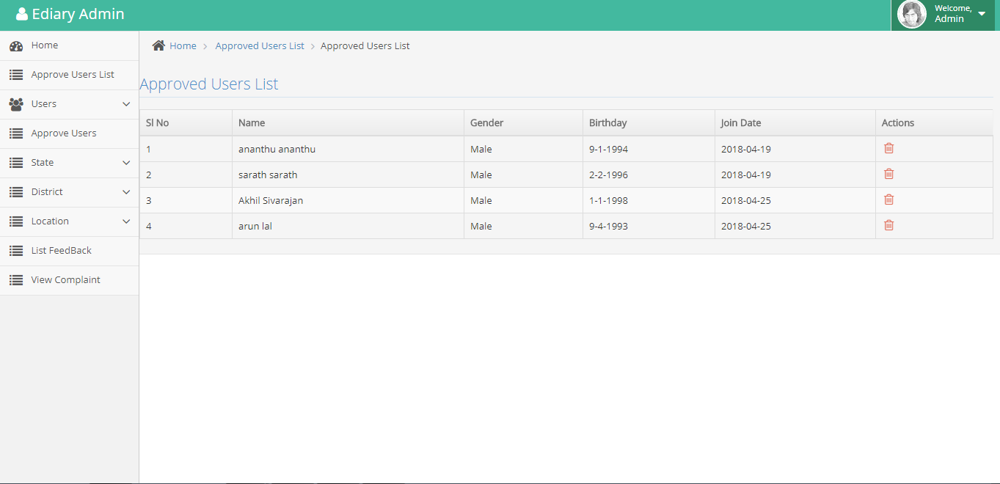 Ediary Admin
Welcome,
Admin
Home
Approve Users List
Users
Approve Users
State
District
Location
List FeedBack
View Complaint
Home > Approved Users List > Approved Users List
Approved Users List
Sl No Name Gender Birthday Join Date Actions
1 ananthu ananthu Male 9-1-1994 2018-04-19
2 sarath sarath Male 2-2-1996 2018-04-19
3 Akhil Sivarajan Male 1-1-1998 2018-04-25
4 arun lal Male 9-4-1993 2018-04-25